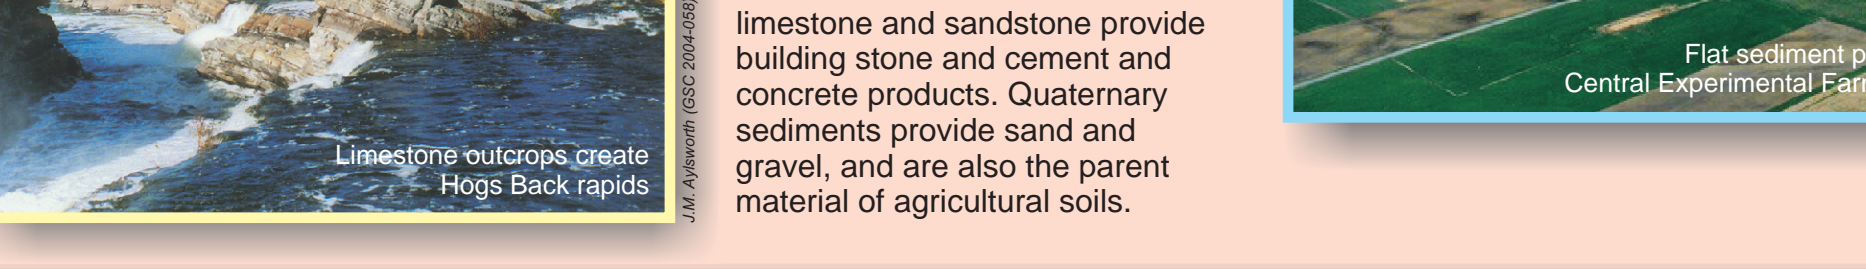 Limestone outcrops create
Hogs Back rapids
J.M. Aylsworth (GSC 2004-058)
limestone and sandstone provide
building stone and cement and
concrete products. Quaternary
sediments provide sand and
gravel, and are also the parent
material of agricultural soils.
Flat sediment
Central Experimental